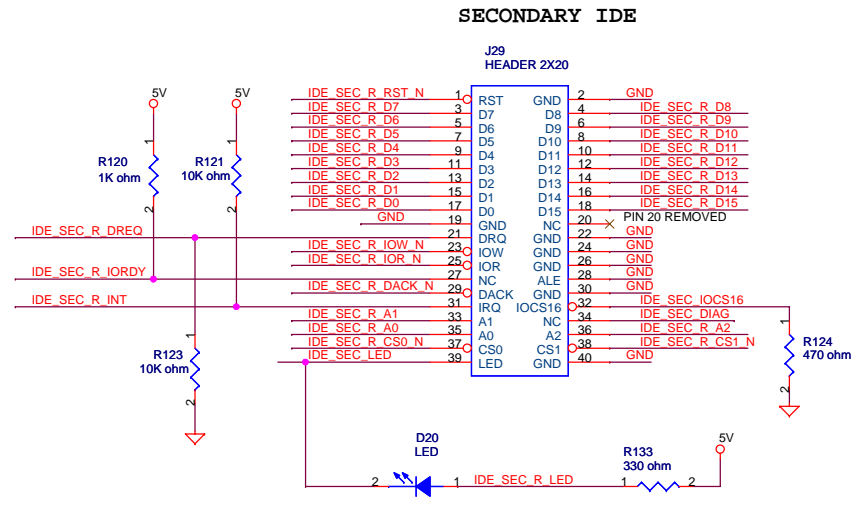 SECONDARY IDE
J29
HEADER 2X20
IDE_SEC_R_RST_N 1 RST GND 2 GND
IDE_SEC_R_D7 3 D7 D8 4 IDE_SEC_R_D8
IDE_SEC_R_D6 5 D6 D9 6 IDE_SEC_R_D9
IDE_SEC_R_D5 7 D5 D10 8 IDE_SEC_R_D10
IDE_SEC_R_D4 9 D4 D11 10 IDE_SEC_R_D11
IDE_SEC_R_D3 11 D3 D12 12 IDE_SEC_R_D12
IDE_SEC_R_D2 13 D2 D13 14 IDE_SEC_R_D13
IDE_SEC_R_D1 15 D1 D14 16 IDE_SEC_R_D14
IDE_SEC_R_D0 17 D0 D15 18 IDE_SEC_R_D15
GND 19 GND NC 20 PIN 20 REMOVED
IDE_SEC_R_DREQ 21 DRQ GND 22 GND
IDE_SEC_R_IOW_N 23 IOW GND 24 GND
IDE_SEC_R_IOR_N 25 IOR GND 26 GND
IDE_SEC_R_IORDY 27 NC ALE 28 GND
IDE_SEC_R_DACK_N 29 DACK GND 30 GND
IDE_SEC_R_INT 31 IRQ IOCS16 32 IDE_SEC_IOCS16
IDE_SEC_R_A1 33 A1 NC 34 IDE_SEC_DIAG
IDE_SEC_R_A0 35 A0 A2 36 IDE_SEC_R_A2
IDE_SEC_R_CS0_N 37 CS0 CS1 38 IDE_SEC_R_CS1_N
IDE_SEC_LED 39 LED GND 40 GND
5V 5V
1 1
R120 R121
1K ohm 10K ohm
2 2
1
R123
10K ohm
2
1
R124
470 ohm
2
D20
LED
2 1 IDE_SEC_R_LED
R133
330 ohm
1 2
5V